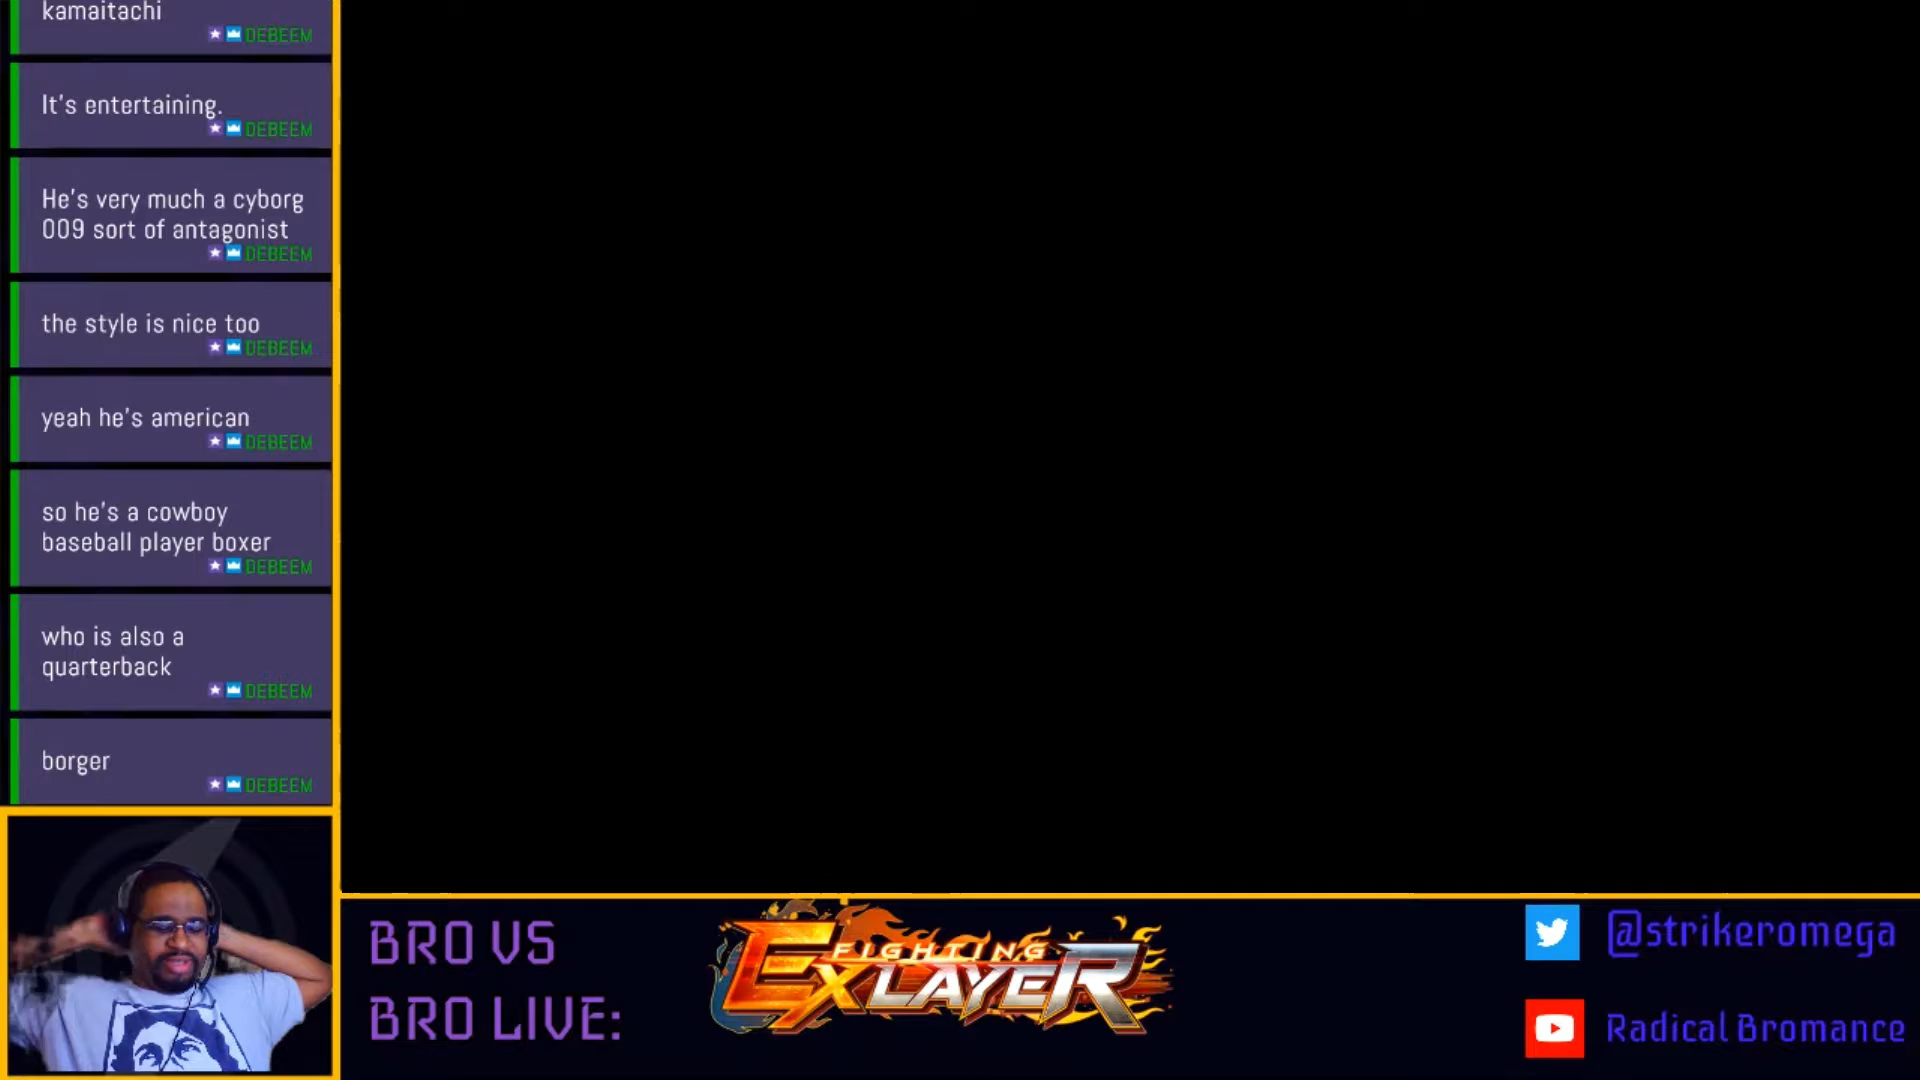 kamaitachi
DEBEEM
It's entertaining.
DEBEEM
He's very much a cyborg
009 sort of antagonist
DEBEEM
the style is nice too
DEBEEM
yeah he's american
DEBEEM
so he's a cowboy
baseball player boxer
DEBEEM
who is also a
quarterback
DEBEEM
borger
DEBEEM
BRO VS
BRO LIVE:
FIGHTING
EXLAYER
@strikeromega
Radical Bromance